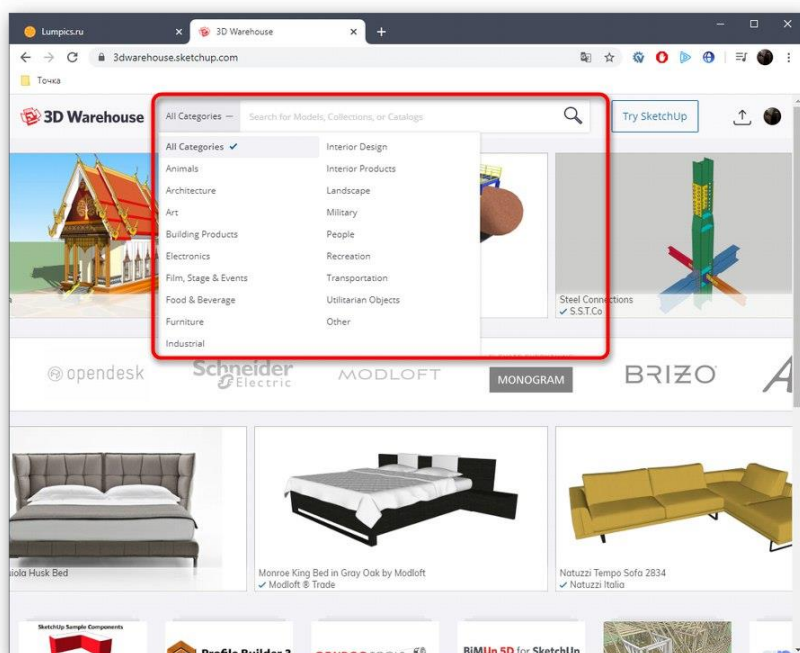 Lumpics.ru
3D Warehouse
3dwarehouse.sketchup.com
Точка
3D Warehouse
All Categories
Search for Models, Collections, or Catalogs
Try SketchUp
All Categories
Interior Design
Animals
Interior Products
Architecture
Landscape
Art
Military
Building Products
People
Electronics
Recreation
Film, Stage & Events
Transportation
Food & Beverage
Utilitarian Objects
Furniture
Other
Industrial
Steel Connections
S.S.T.Co
opendesk
Schneider
Electric
MODLOFT
MONOGRAM
BRIZO
Husk Bed
Monroe King Bed in Gray Oak by Modloft
Modloft ® Trade
Natuzzi Tempo Sofa 2834
Natuzzi Italia
SketchUp Sample Components
Profile Builder 3
BiMUp 5D for SketchUp